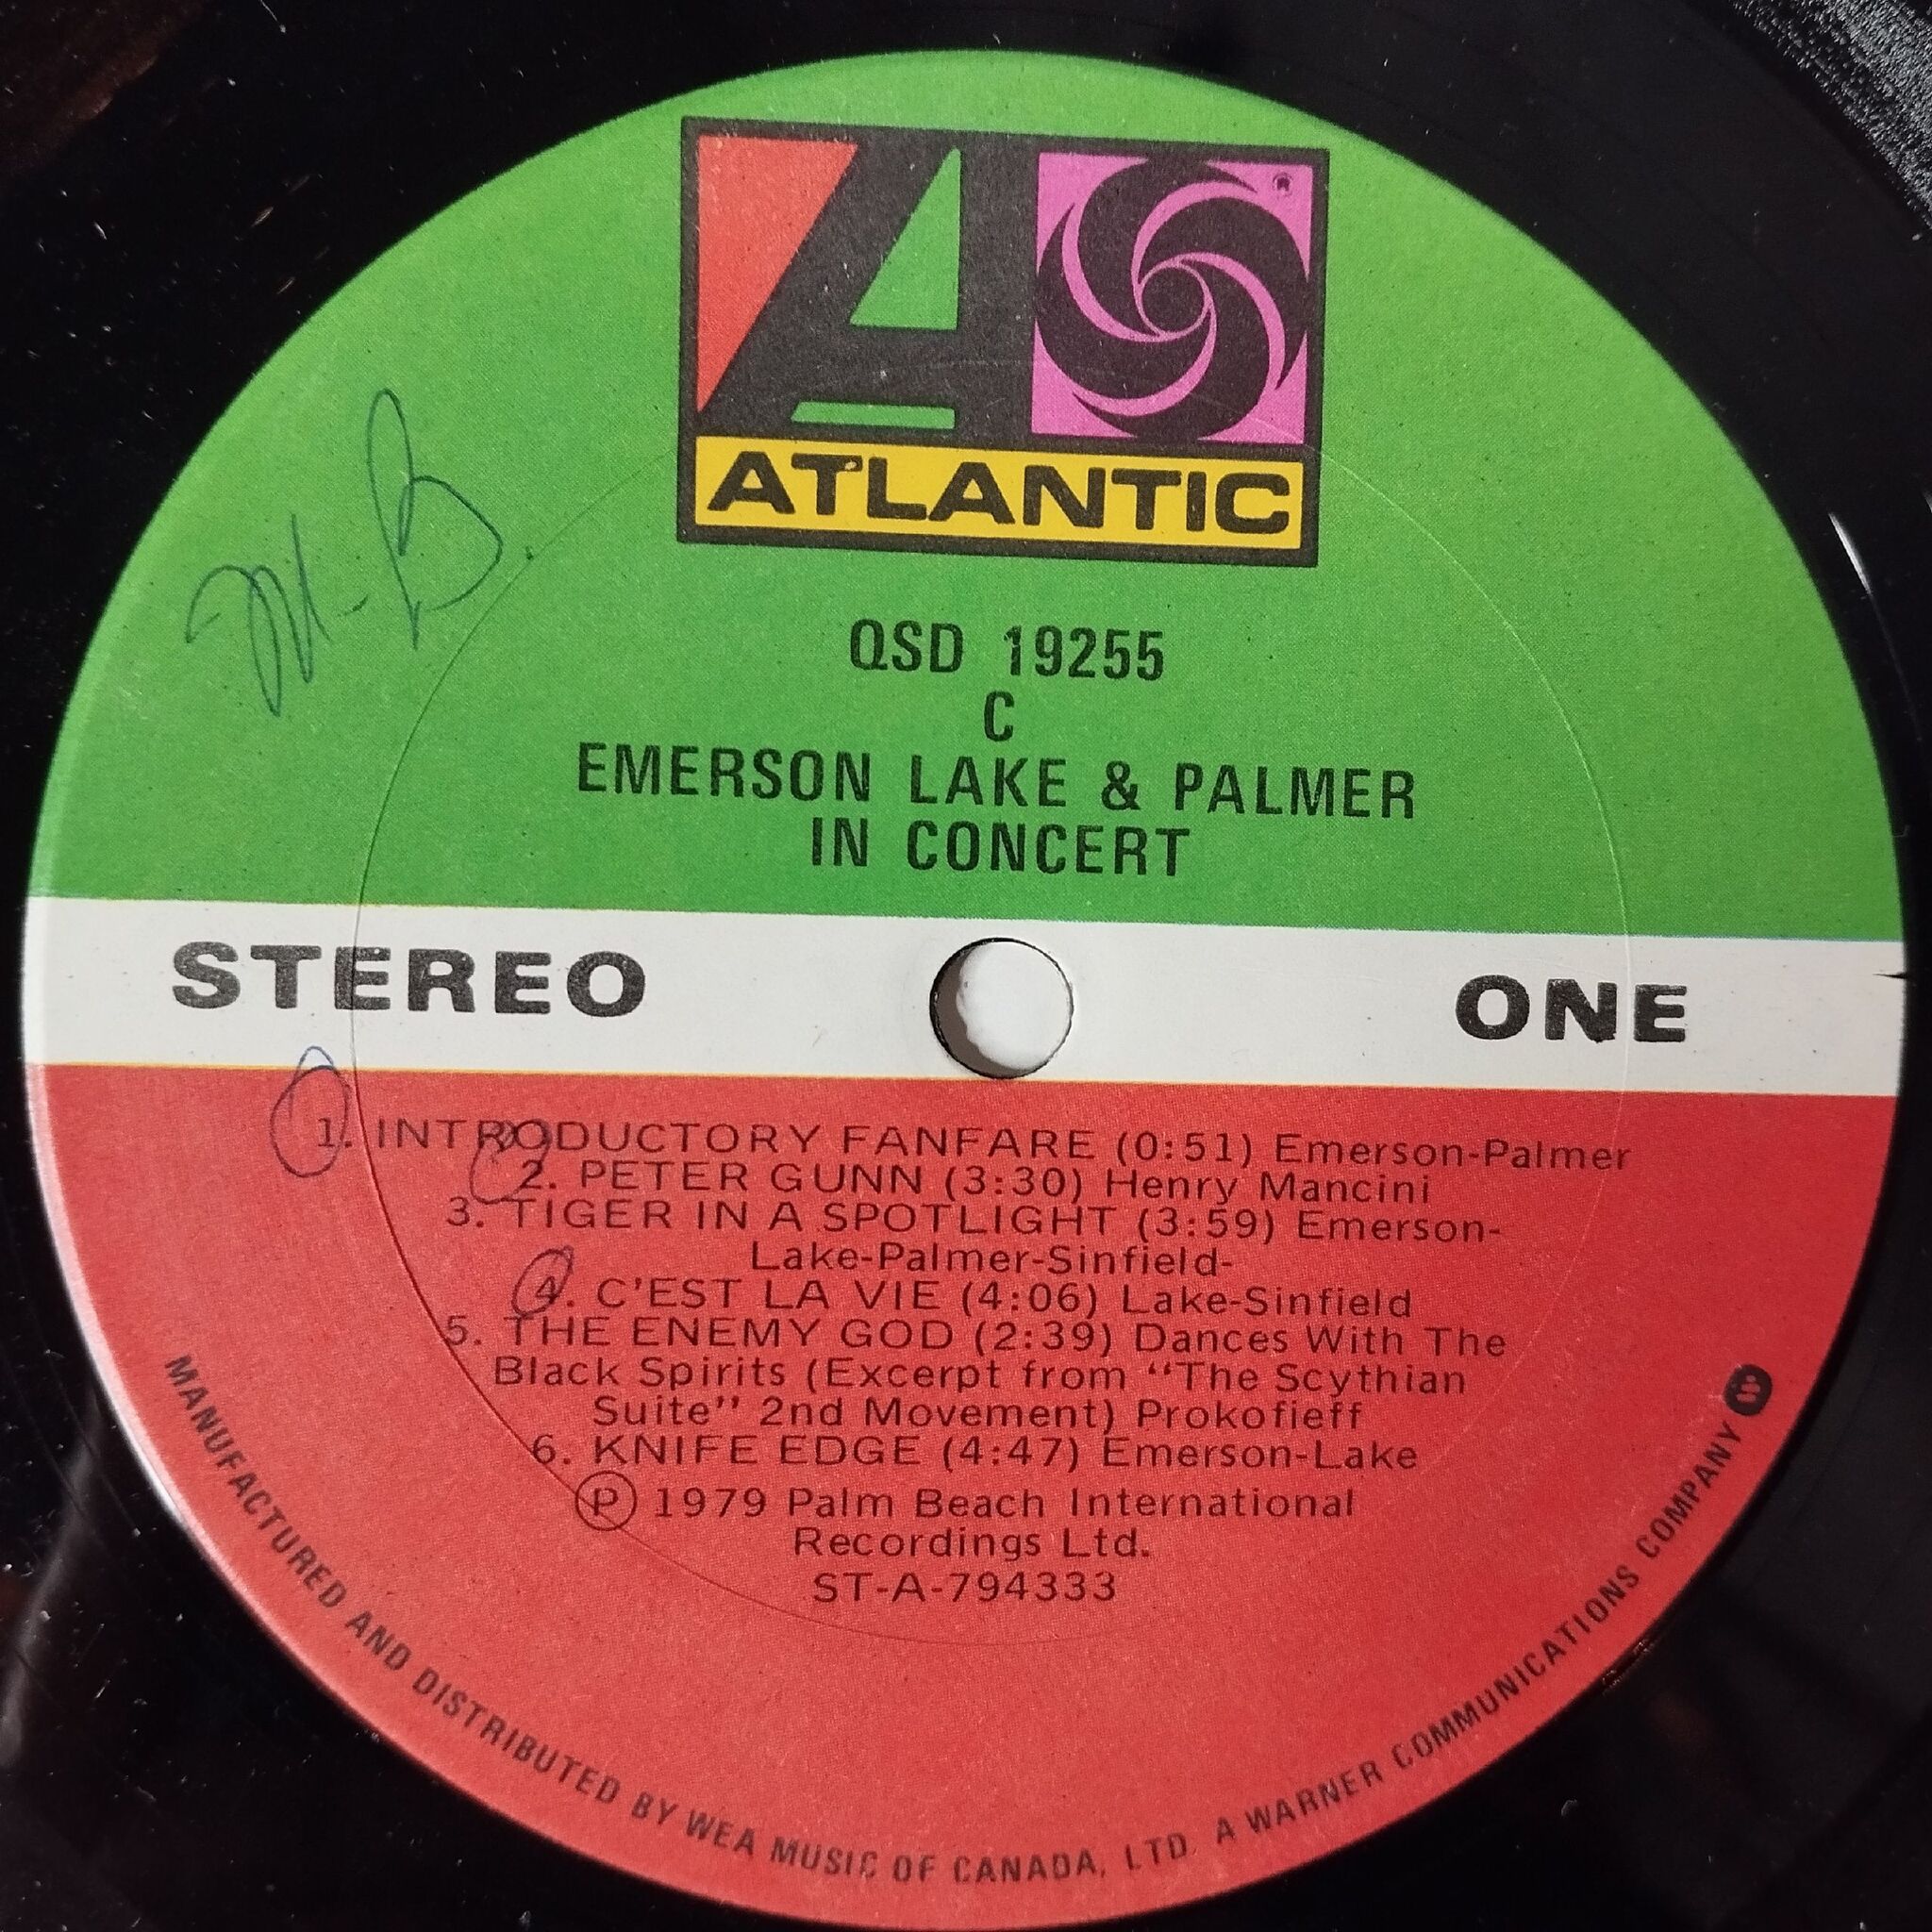 ATLANTIC
M-B.
QSD 19255
C
EMERSON LAKE & PALMER
IN CONCERT
STEREO ONE
1. INTRODUCTORY FANFARE (0:51) Emerson-Palmer
2. PETER GUNN (3:30) Henry Mancini
3. TIGER IN A SPOTLIGHT (3:59) Emerson-
Lake-Palmer-Sinfield-
4. C'EST LA VIE (4:06) Lake-Sinfield
5. THE ENEMY GOD (2:39) Dances With The
Black Spirits (Excerpt from "The Scythian
Suite" 2nd Movement) Prokofieff
6. KNIFE EDGE (4:47) Emerson-Lake
Ⓟ 1979 Palm Beach International
Recordings Ltd.
ST-A-794333
MANUFACTURED AND DISTRIBUTED BY WEA MUSIC OF CANADA, LTD. A WARNER COMMUNICATIONS COMPANY